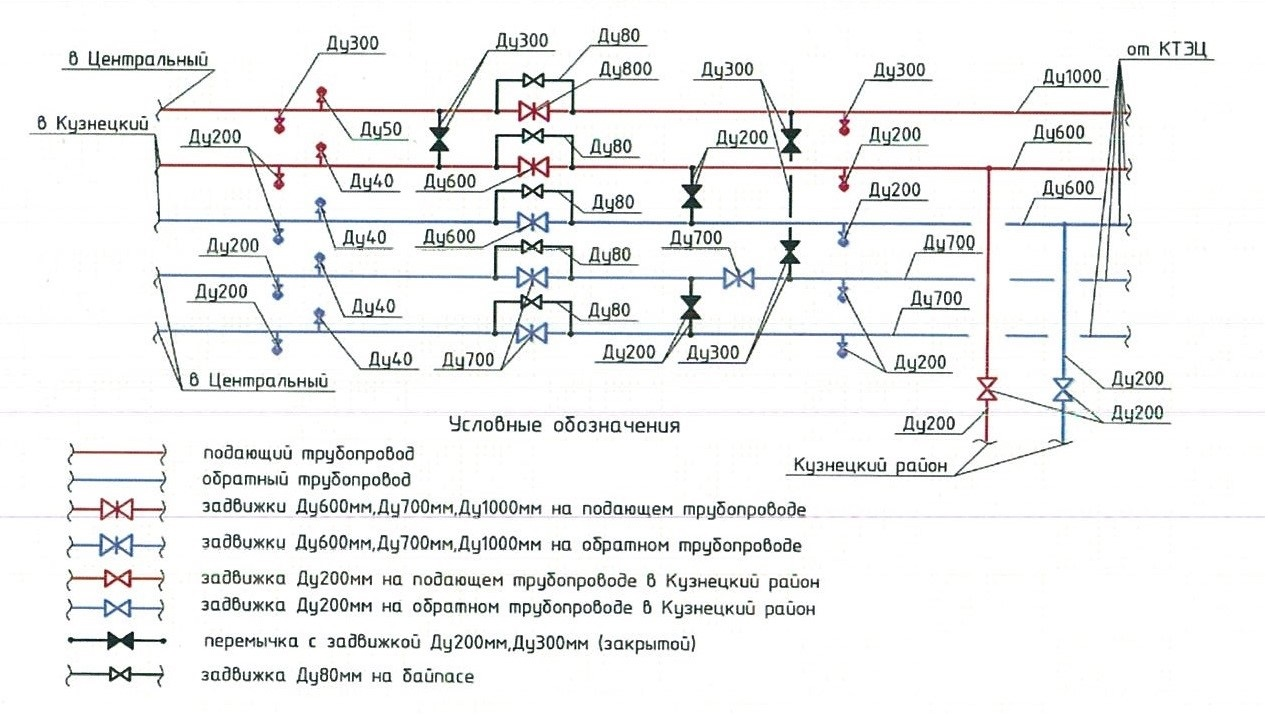 в Центральный
Ду300
Ду300
Ду80
от КТЭЦ
Ду800
Ду300
Ду300
Ду1000
в Кузнецкий
Ду200
Ду50
Ду80
Ду200
Ду200
Ду600
Ду40
Ду600
Ду80
Ду200
Ду600
Ду200
Ду40
Ду600
Ду80
Ду700
Ду700
Ду200
Ду40
Ду80
Ду700
в Центральный
Ду40
Ду700
Ду200
Ду300
Ду200
Ду200
Ду200
Ду200
Кузнецкий район
Условные обозначения
подающий трубопровод
обратный трубопровод
задвижки Ду600мм,Ду700мм,Ду1000мм на подающем трубопроводе
задвижки Ду600мм,Ду700мм,Ду1000мм на обратном трубопроводе
задвижка Ду200мм на подающем трубопроводе в Кузнецкий район
задвижка Ду200мм на обратном трубопроводе в Кузнецкий район
перемычка с задвижкой Ду200мм,Ду300мм (закрытой)
задвижка Ду80мм на байпасе